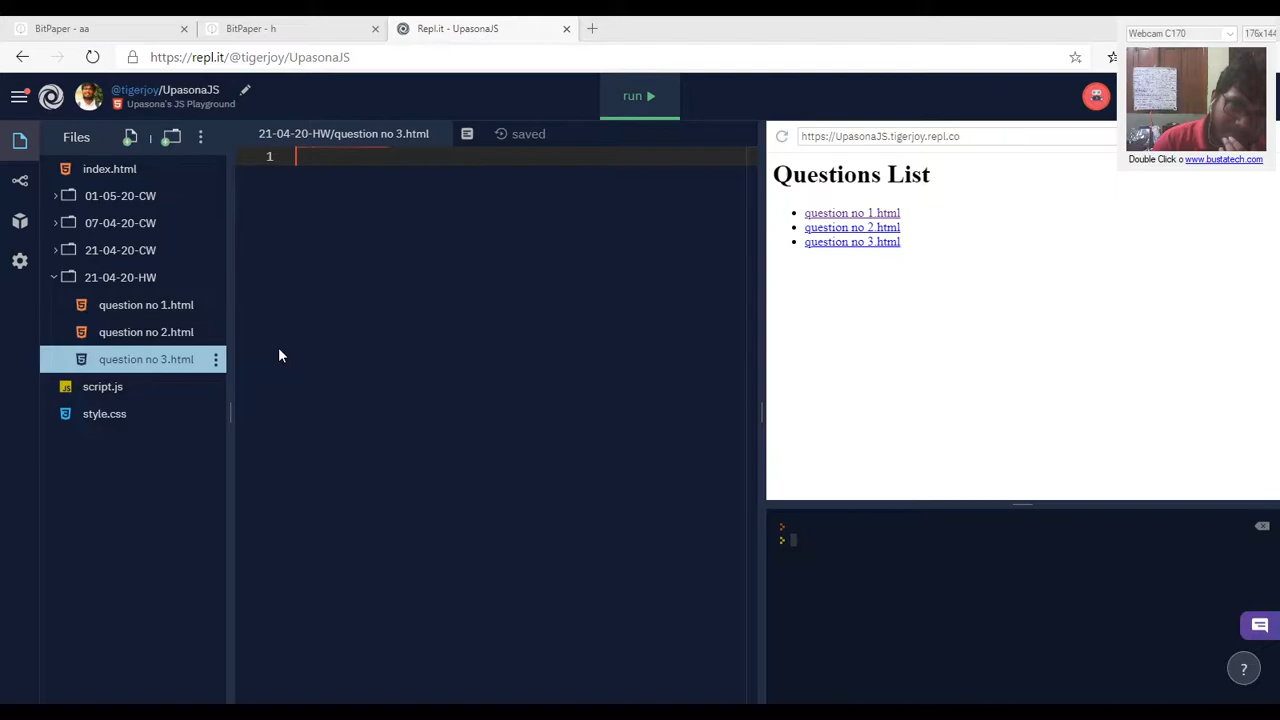 BitPaper - aa
BitPaper - h
Repl.it - UpasonaJS
https://repl.it/@tigerjoy/UpasonaJS
Webcam C170
176x144
Double Click o www.bustatech.com
@tigerjoy/UpasonaJS
Upasona's JS Playground
run
Files
21-04-20-HW/question no 3.html
saved
https://UpasonaJS.tigerjoy.repl.co
index.html
01-05-20-CW
07-04-20-CW
21-04-20-CW
21-04-20-HW
question no 1.html
question no 2.html
question no 3.html
script.js
style.css
1
Questions List
question no 1.html
question no 2.html
question no 3.html